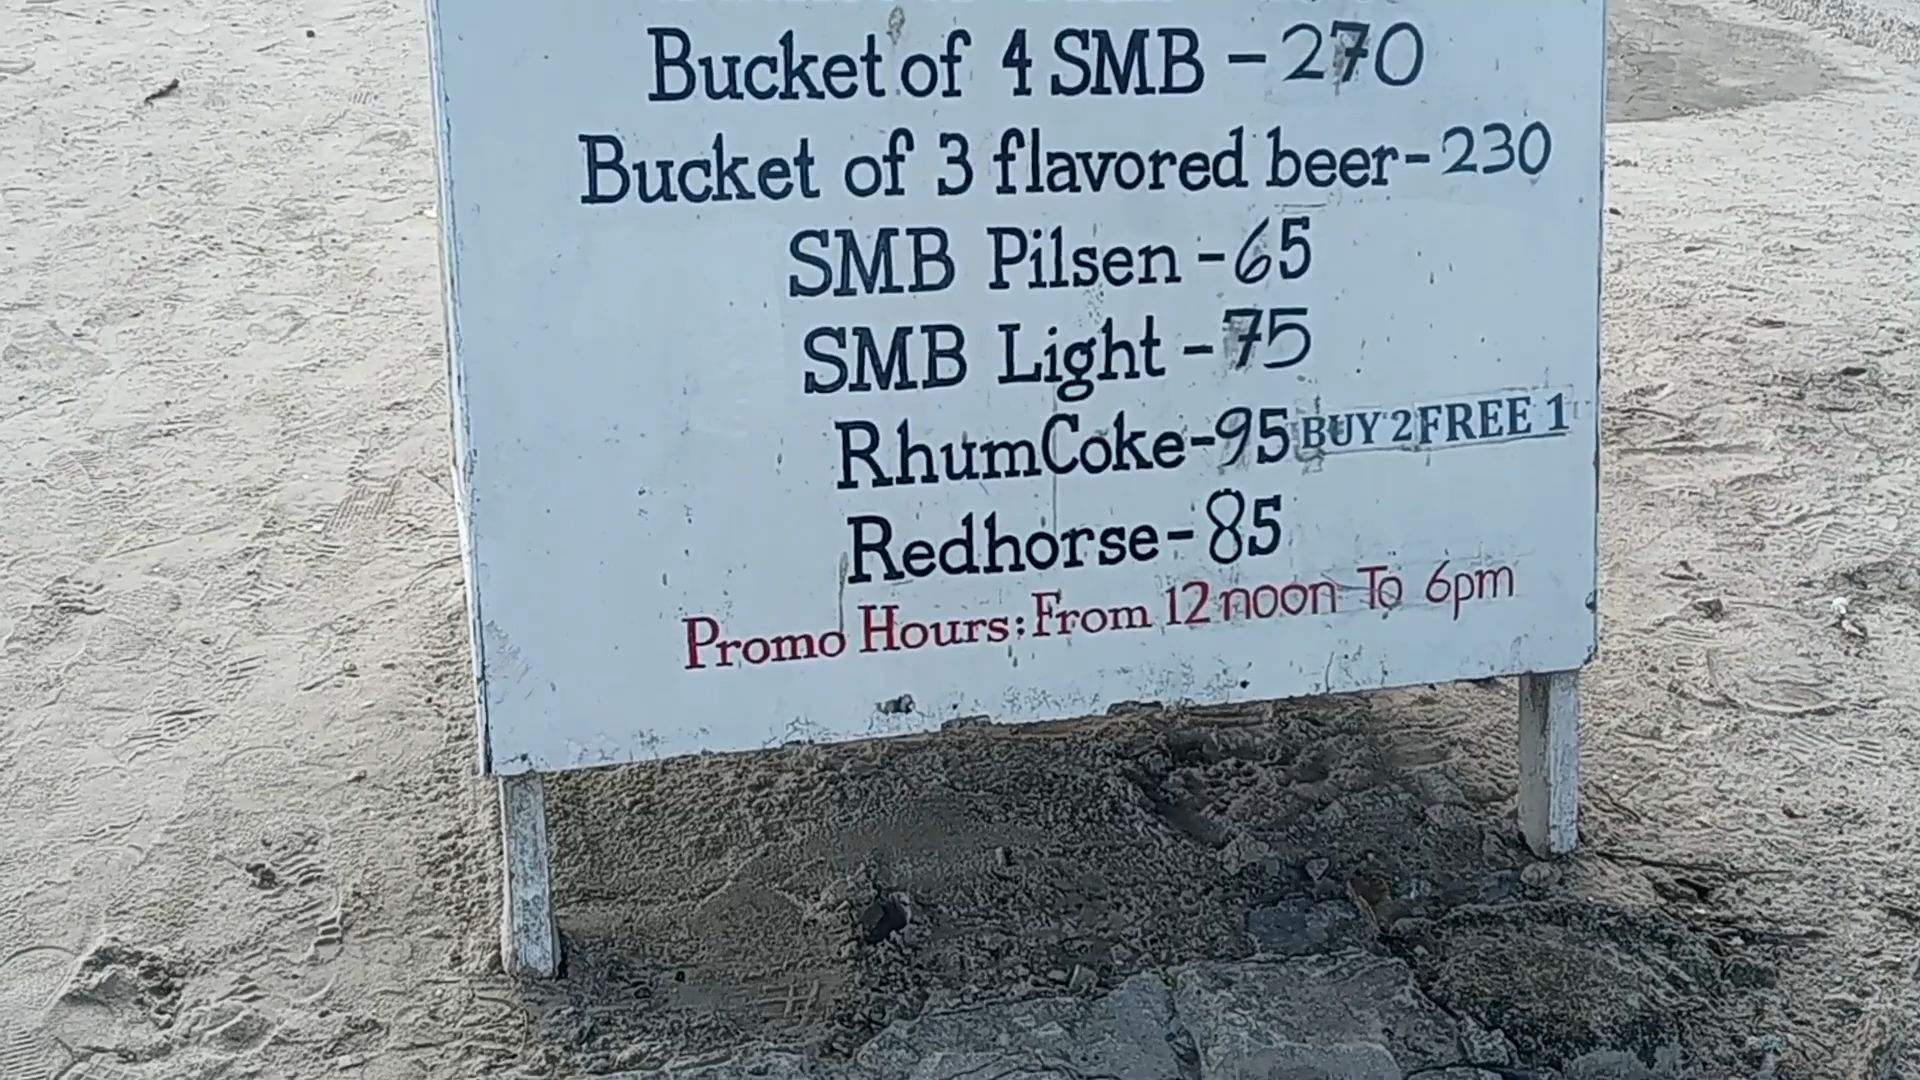 Bucket of 4 SMB - 270
Bucket of 3 flavored beer- 230
SMB Pilsen - 65
SMB Light - 75
RhumCoke-95 BUY 2 FREE 1
Redhorse- 85
Promo Hours: From 12 noon To 6pm